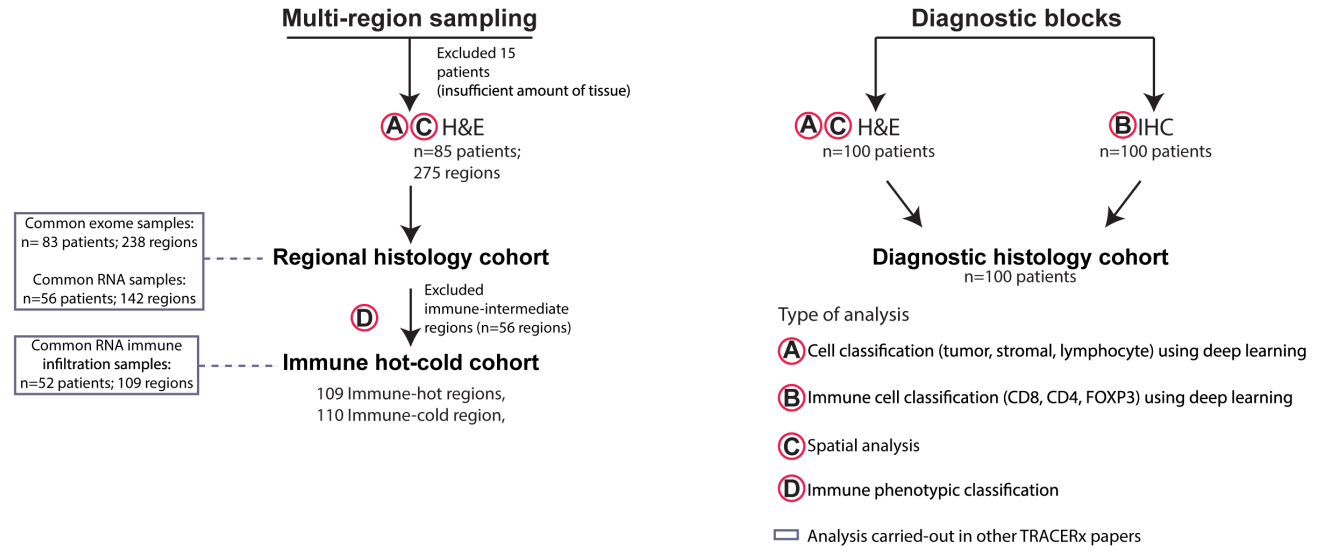 Multi-region sampling
Excluded 15
patients
(insufficient amount of tissue)
A C H&E
n=85 patients;
275 regions
Common exome samples:
n= 83 patients; 238 regions
Common RNA samples:
n=56 patients; 142 regions
Regional histology cohort
D
Excluded
immune-intermediate
regions (n=56 regions)
Common RNA immune
infiltration samples:
n=52 patients; 109 regions
Immune hot-cold cohort
109 Immune-hot regions,
110 Immune-cold region,
Diagnostic blocks
A C H&E
n=100 patients
B IHC
n=100 patients
Diagnostic histology cohort
n=100 patients
Type of analysis
A Cell classification (tumor, stromal, lymphocyte) using deep learning
B Immune cell classification (CD8, CD4, FOXP3) using deep learning
C Spatial analysis
D Immune phenotypic classification
Analysis carried-out in other TRACERx papers